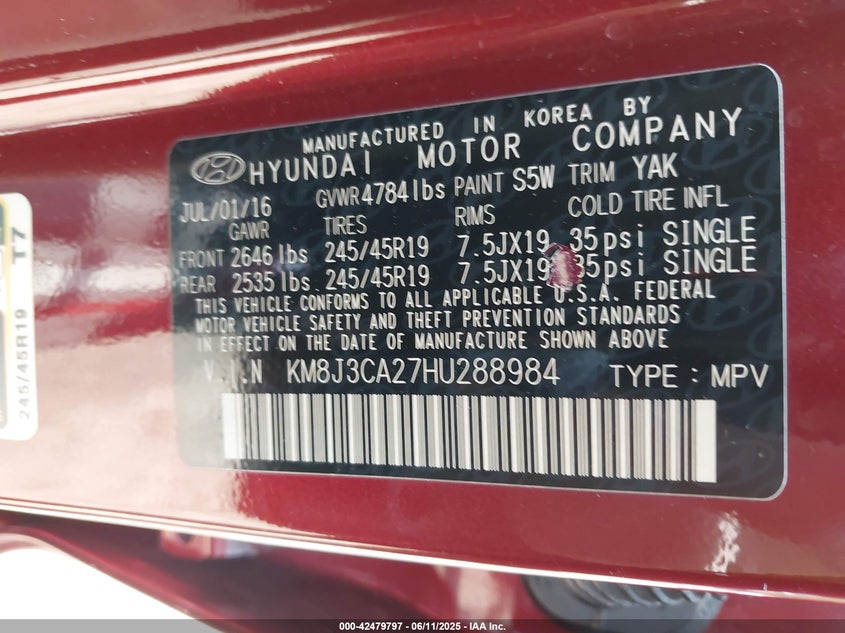 MANUFACTURED IN KOREA BY
HYUNDAI MOTOR COMPANY
JUL/01/16 GVWR4784lbs PAINT S5W TRIM YAK
GAWR TIRES RIMS COLD TIRE INFL
FRONT 2646 lbs 245/45R19 7.5JX19 35psi SINGLE
REAR 2535 lbs 245/45R19 7.5JX19 35psi SINGLE
THIS VEHICLE CONFORMS TO ALL APPLICABLE U.S.A. FEDERAL
MOTOR VEHICLE SAFETY AND THEFT PREVENTION STANDARDS
IN EFFECT ON THE DATE OF MANUFACTURE SHOWN ABOVE
V.I.N KM8J3CA27HU288984 TYPE : MPV
245/45R19 T7
000-42479797 - 06/11/2025 - IAA Inc.